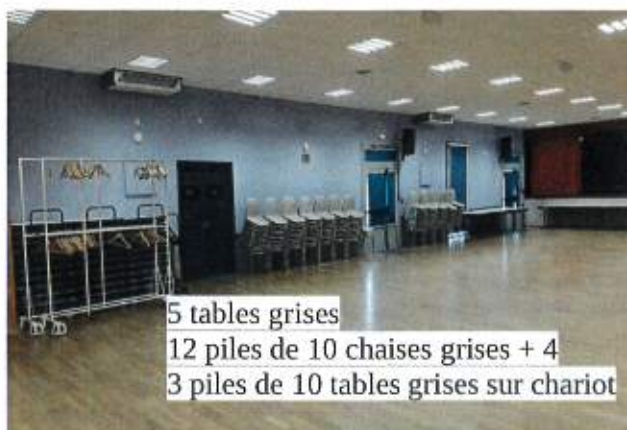 5 tables grises
12 piles de 10 chaises grises + 4
3 piles de 10 tables grises sur chariot